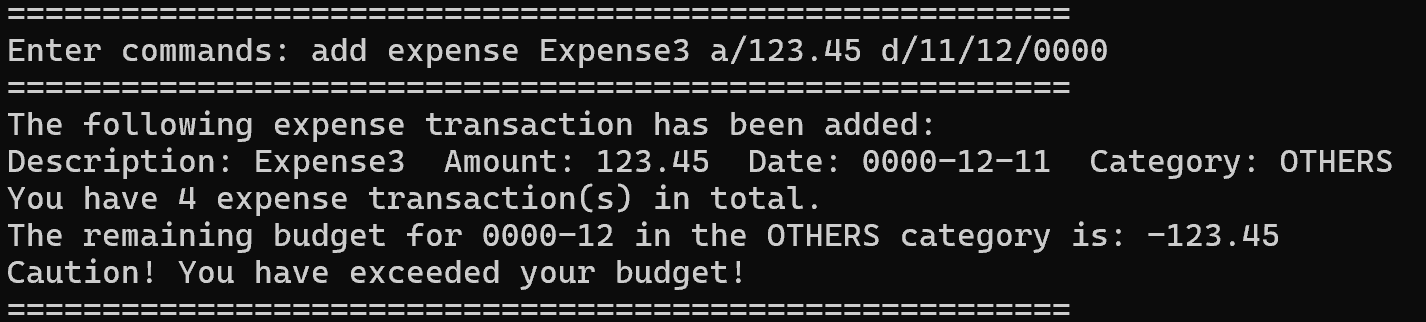 ========================================================
Enter commands: add expense Expense3 a/123.45 d/11/12/0000
========================================================
The following expense transaction has been added:
Description: Expense3  Amount: 123.45  Date: 0000-12-11  Category: OTHERS
You have 4 expense transaction(s) in total.
The remaining budget for 0000-12 in the OTHERS category is: -123.45
Caution! You have exceeded your budget!
========================================================